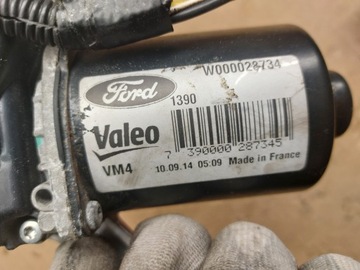 Ford
W000028734
1390
Valeo
7 390000 287345
VM4
10.09.14 05:09 Made in France